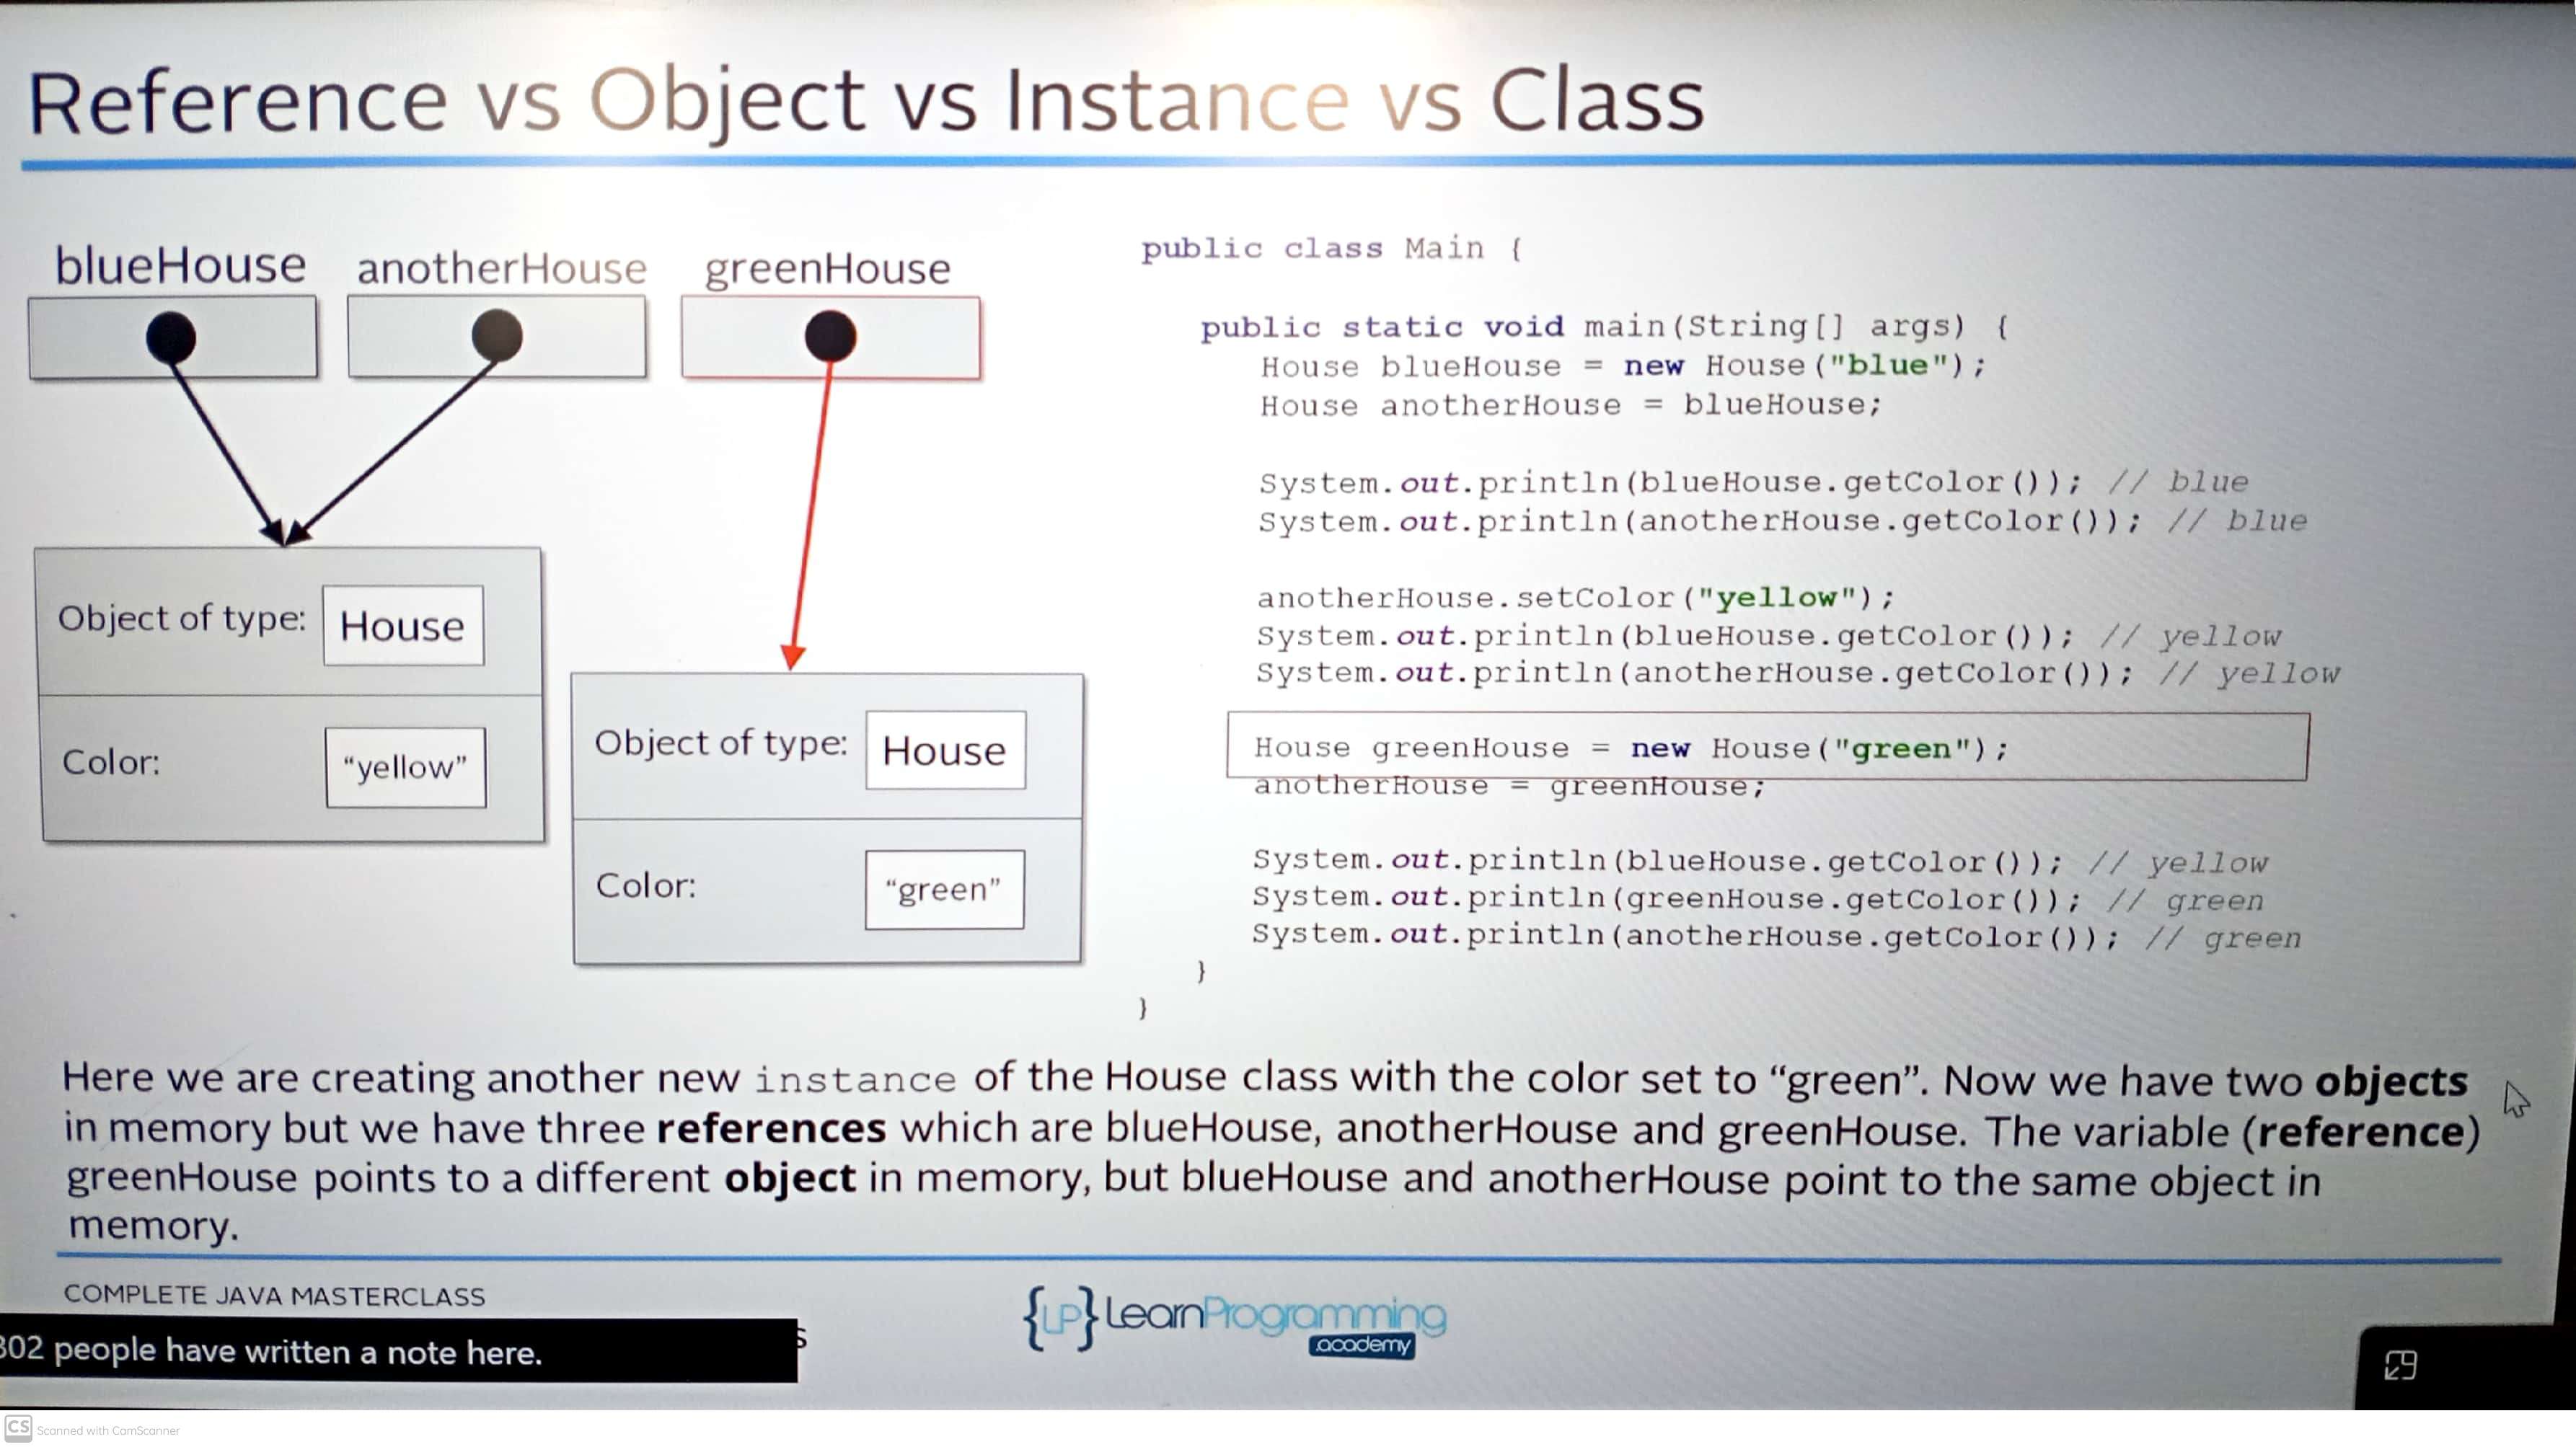 Reference vs Object vs Instance vs Class
blueHouse anotherHouse greenHouse
Object of type: House
Color: “yellow”
Object of type: House
Color: “green”
public class Main {
public static void main(String[] args) {
House blueHouse = new House("blue");
House anotherHouse = blueHouse;
System.out.println(blueHouse.getColor()); // blue
System.out.println(anotherHouse.getColor()); // blue
anotherHouse.setColor("yellow");
System.out.println(blueHouse.getColor()); // yellow
System.out.println(anotherHouse.getColor()); // yellow
House greenHouse = new House("green");
anotherHouse = greenHouse;
System.out.println(blueHouse.getColor()); // yellow
System.out.println(greenHouse.getColor()); // green
System.out.println(anotherHouse.getColor()); // green
}
}
Here we are creating another new instance of the House class with the color set to “green”. Now we have two objects
in memory but we have three references which are blueHouse, anotherHouse and greenHouse. The variable (reference)
greenHouse points to a different object in memory, but blueHouse and anotherHouse point to the same object in
memory.
COMPLETE JAVA MASTERCLASS
{LP} LearnProgramming
academy
302 people have written a note here.
CS Scanned with CamScanner